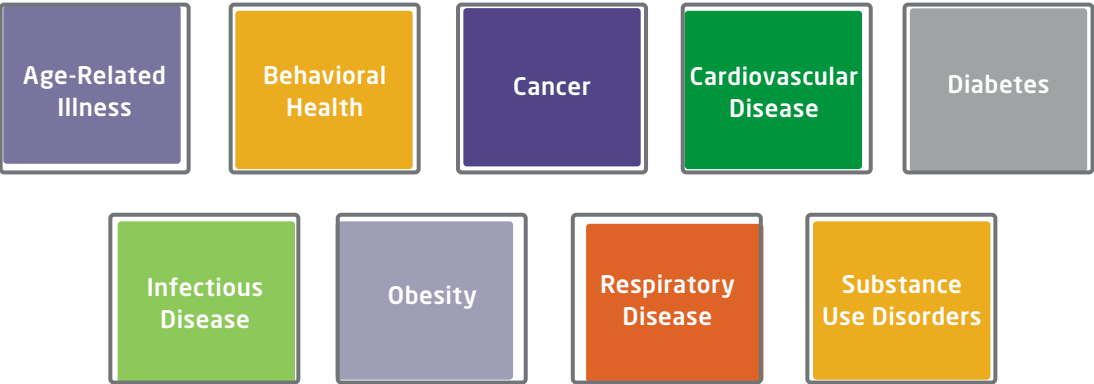 Age-Related
Illness
Behavioral
Health
Cancer
Cardiovascular
Disease
Diabetes
Infectious
Disease
Obesity
Respiratory
Disease
Substance
Use Disorders